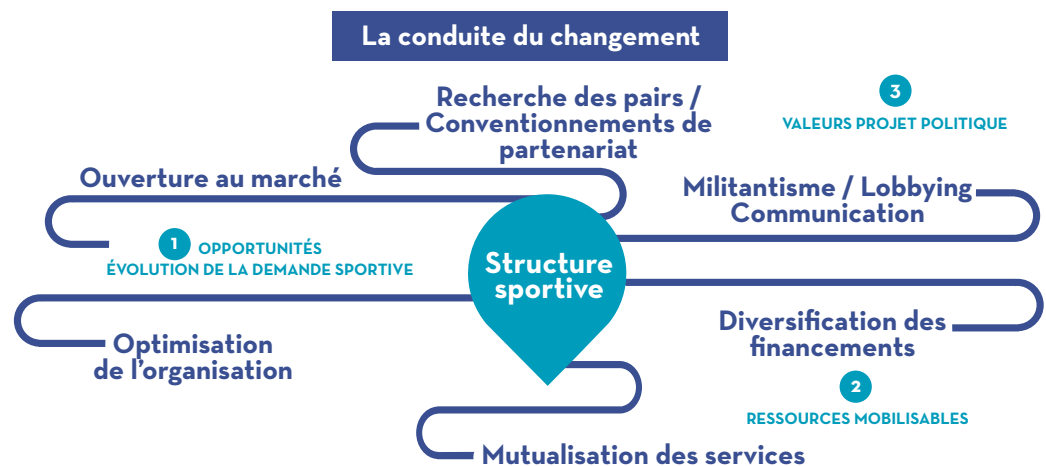 La conduite du changement
Recherche des pairs /
Conventionnements de
partenariat
3
VALEURS PROJET POLITIQUE
Ouverture au marché
Militantisme / Lobbying
Communication
1 OPPORTUNITÉS
ÉVOLUTION DE LA DEMANDE SPORTIVE
Structure
sportive
Optimisation
de l'organisation
Diversification des
financements
2
RESSOURCES MOBILISABLES
Mutualisation des services